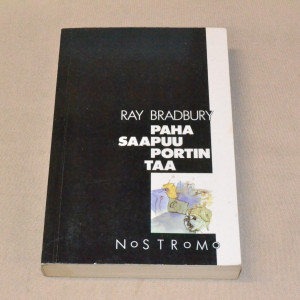 RAY BRADBURY
PAHA
SAAPUU
PORTIN
TAA
NoSTRoMo